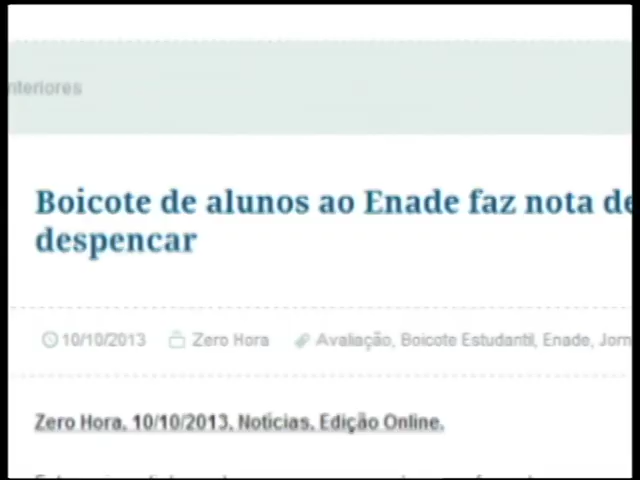 nteriores
Boicote de alunos ao Enade faz nota de
despencar
10/10/2013 Zero Hora Avaliação, Boicote Estudantil, Enade, Jorn
Zero Hora, 10/10/2013, Notícias, Edição Online.